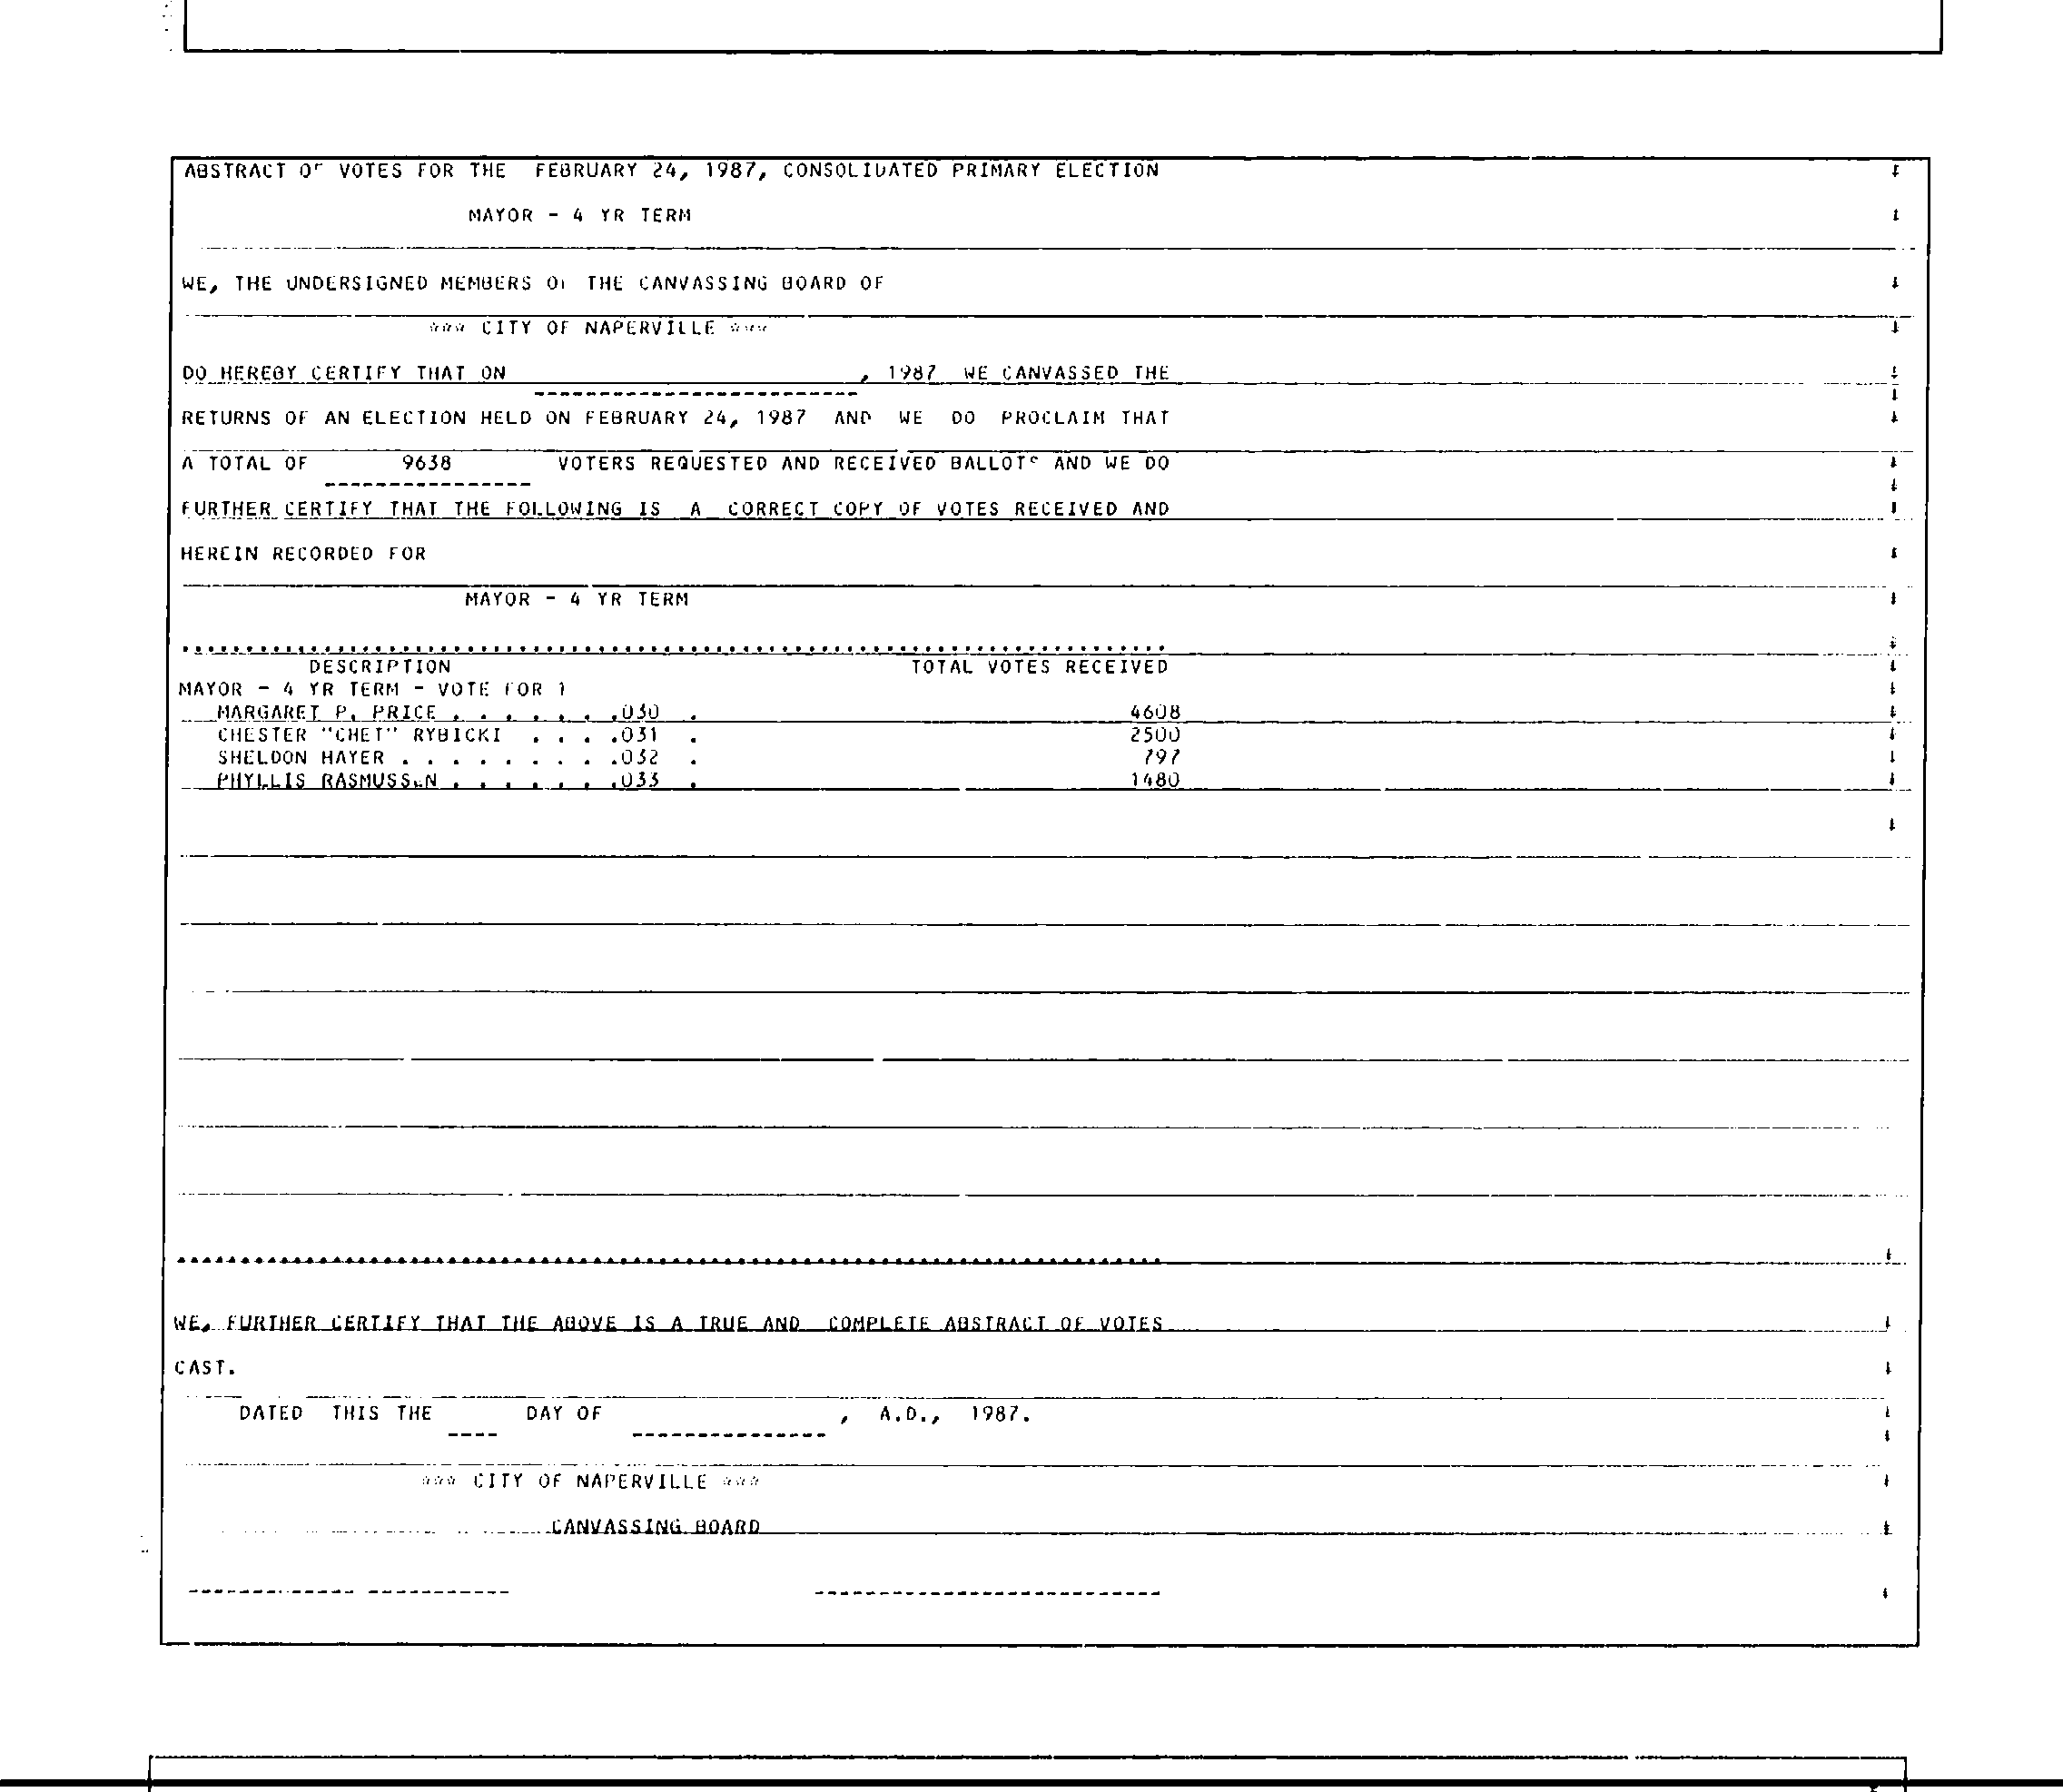 ABSTRACT OF VOTES FOR THE FEBRUARY 24, 1987, CONSOLIDATED PRIMARY ELECTION
MAYOR - 4 YR TERM
WE, THE UNDERSIGNED MEMBERS OF THE CANVASSING BOARD OF
*** CITY OF NAPERVILLE ***
DO HEREBY CERTIFY THAT ON , 1987 WE CANVASSED THE
RETURNS OF AN ELECTION HELD ON FEBRUARY 24, 1987 AND WE DO PROCLAIM THAT
A TOTAL OF 9638 VOTERS REQUESTED AND RECEIVED BALLOTS AND WE DO
FURTHER CERTIFY THAT THE FOLLOWING IS A CORRECT COPY OF VOTES RECEIVED AND
HEREIN RECORDED FOR
MAYOR - 4 YR TERM
DESCRIPTION TOTAL VOTES RECEIVED
MAYOR - 4 YR TERM - VOTE FOR 1
MARGARET P. PRICE . . . . . . .030 . 4608
CHESTER "CHET" RYBICKI . . . .031 . 2500
SHELDON HAYER . . . . . . . . .032 . 797
PHYLLIS RASMUSSEN . . . . . . .033 . 1480
WE, FURTHER CERTIFY THAT THE ABOVE IS A TRUE AND COMPLETE ABSTRACT OF VOTES
CAST.
DATED THIS THE ---- DAY OF --------------- , A.D., 1987.
*** CITY OF NAPERVILLE ***
CANVASSING BOARD